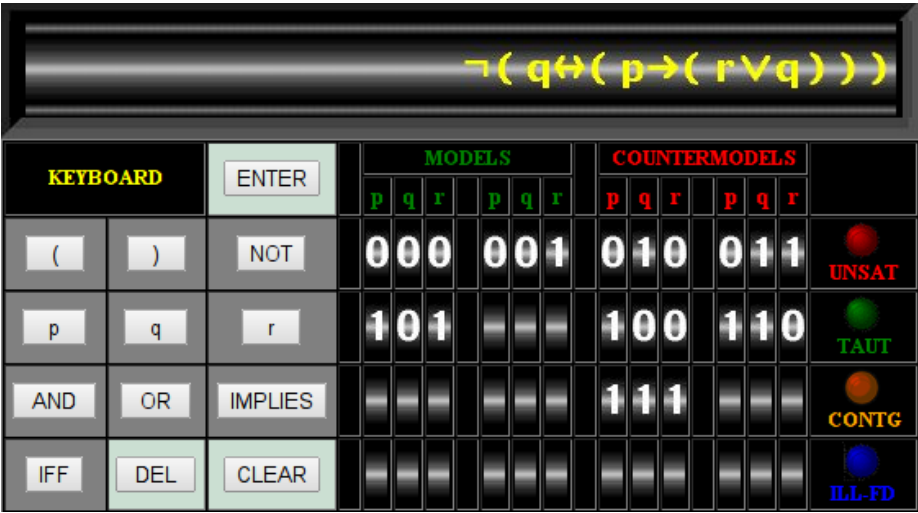 ¬(q↔(p→(r∨q)))
KEYBOARD ENTER MODELS COUNTERMODELS
p q r p q r p q r p q r
( ) NOT 000 001 010 011 UNSAT
p q r 101 100 110 TAUT
AND OR IMPLIES 111 CONTG
IFF DEL CLEAR ILL-FD